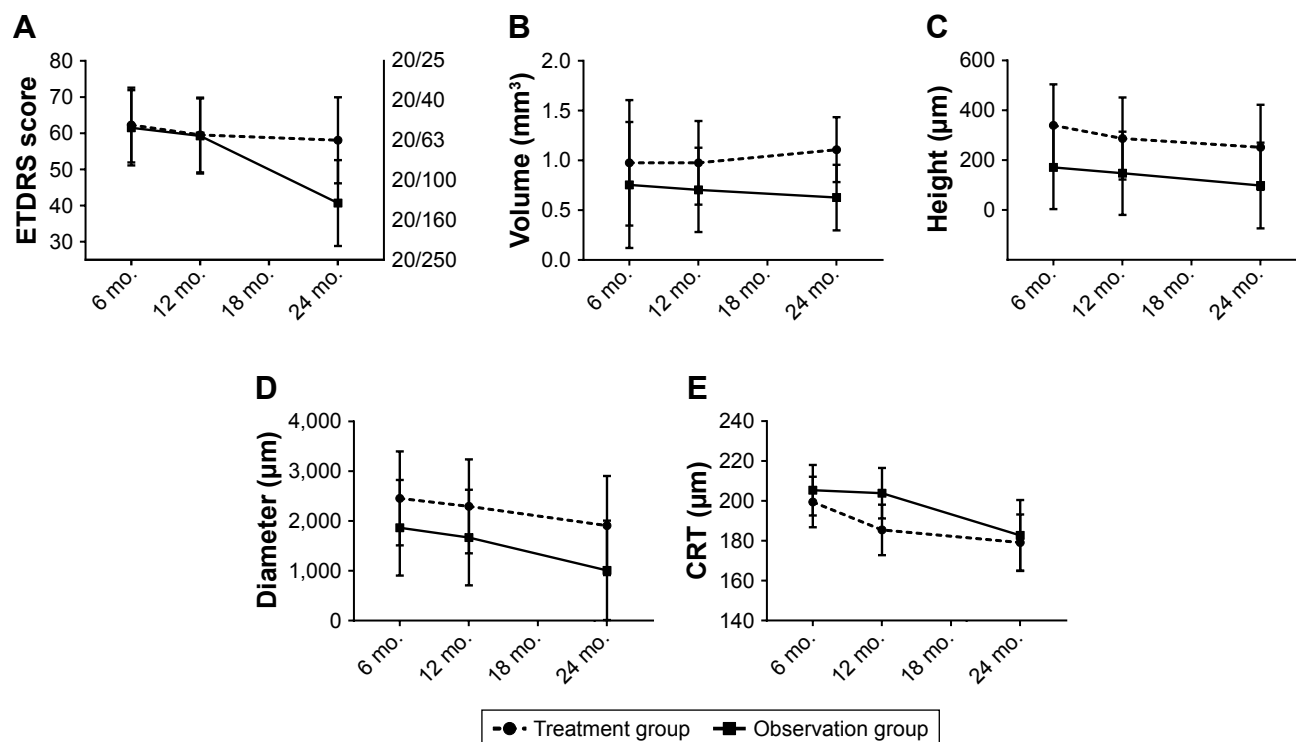 A
ETDRS score
80
70
60
50
40
30
20/25
20/40
20/63
20/100
20/160
20/250
6 mo.
12 mo.
18 mo.
24 mo.
B
Volume (mm³)
2.0
1.5
1.0
0.5
0.0
6 mo.
12 mo.
18 mo.
24 mo.
C
Height (µm)
600
400
200
0
6 mo.
12 mo.
18 mo.
24 mo.
D
Diameter (µm)
4,000
3,000
2,000
1,000
0
6 mo.
12 mo.
18 mo.
24 mo.
E
CRT (µm)
240
220
200
180
160
140
6 mo.
12 mo.
18 mo.
24 mo.
Treatment group Observation group